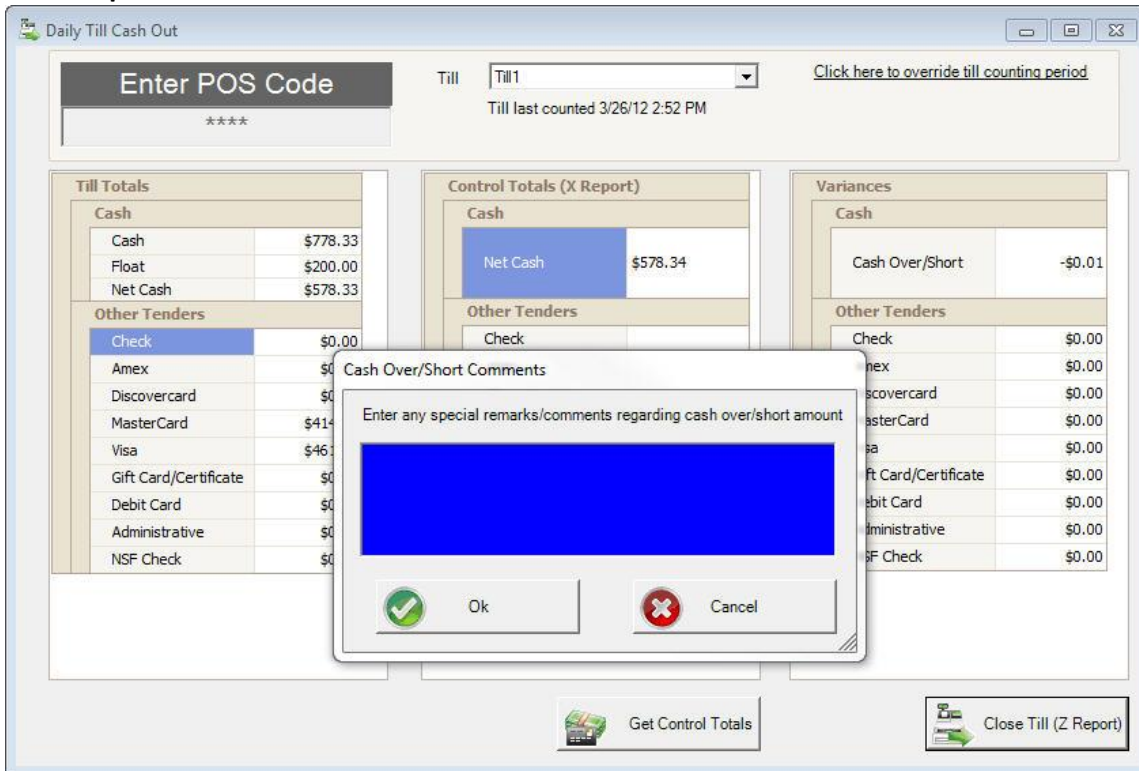 Daily Till Cash Out
Enter POS Code
****
Till Till1
Till last counted 3/26/12 2:52 PM
Click here to override till counting period
Till Totals
Cash
Cash $778.33
Float $200.00
Net Cash $578.33
Other Tenders
Check $0.00
Amex
Discovercard
MasterCard
Visa
Gift Card/Certificate
Debit Card
Administrative
NSF Check
Control Totals (X Report)
Cash
Net Cash $578.34
Other Tenders
Check
Variances
Cash
Cash Over/Short -$0.01
Other Tenders
Check $0.00
$0.00
$0.00
$0.00
$0.00
$0.00
$0.00
$0.00
$0.00
Cash Over/Short Comments
Enter any special remarks/comments regarding cash over/short amount
Ok
Cancel
Get Control Totals
Close Till (Z Report)